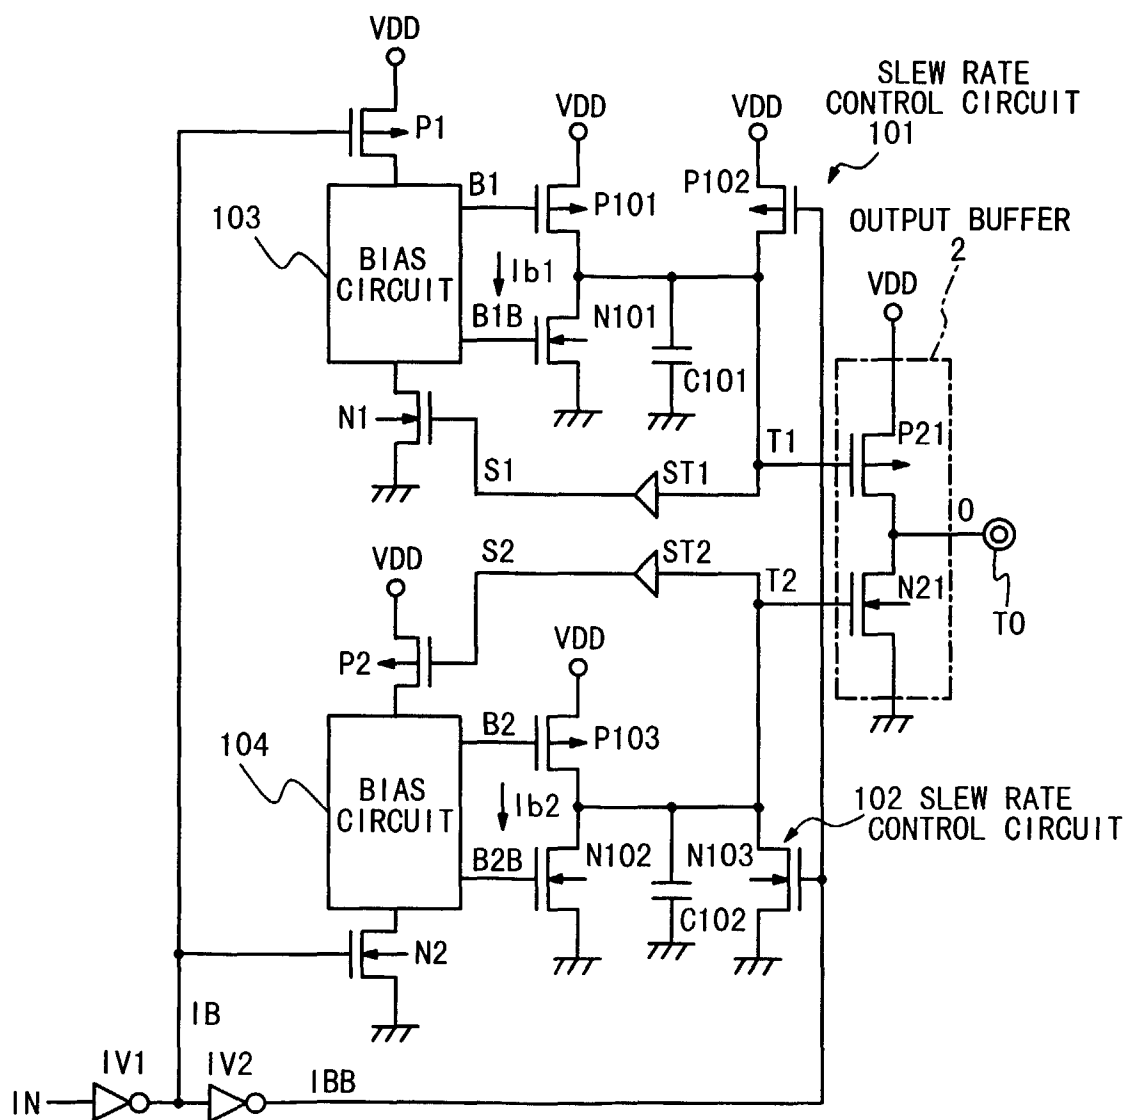 VDD
SLEW RATE
CONTROL CIRCUIT
101
VDD
VDD
P1
B1
P101
P102
103
BIAS
CIRCUIT
Ib1
B1B
N101
C101
OUTPUT BUFFER
2
VDD
N1
S1
ST1
T1
P21
O
TO
VDD
S2
ST2
T2
N21
P2
VDD
B2
P103
104
BIAS
CIRCUIT
Ib2
B2B
N102
N103
C102
102 SLEW RATE
CONTROL CIRCUIT
N2
IB
IV1
IV2
IBB
IN